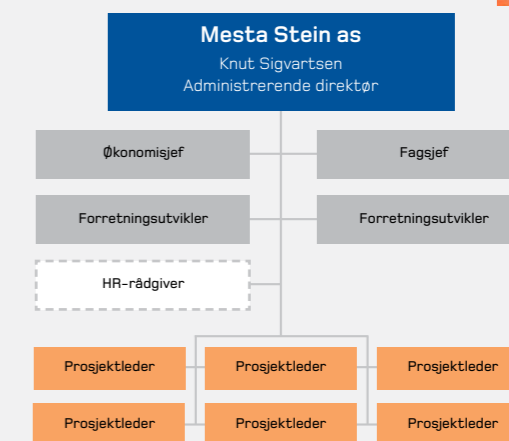 Mesta Stein as
Knut Sigvartsen
Administrerende direktør
Økonomisjef
Fagsjef
Forretningsutvikler
Forretningsutvikler
HR-rådgiver
Prosjektleder
Prosjektleder
Prosjektleder
Prosjektleder
Prosjektleder
Prosjektleder